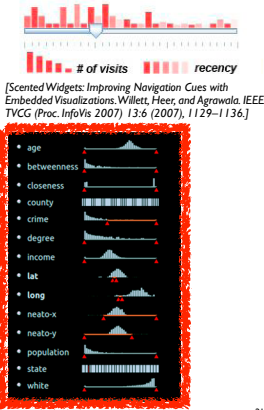 # of visits recency
[Scented Widgets: Improving Navigation Cues with
Embedded Visualizations. Willett, Heer, and Agrawala. IEEE
TVCG (Proc. InfoVis 2007) 13:6 (2007), 1129–1136.]
• age
• betweenness
• closeness
• county
• crime
• degree
• income
• lat
• long
• neato-x
• neato-y
• population
• state
• white